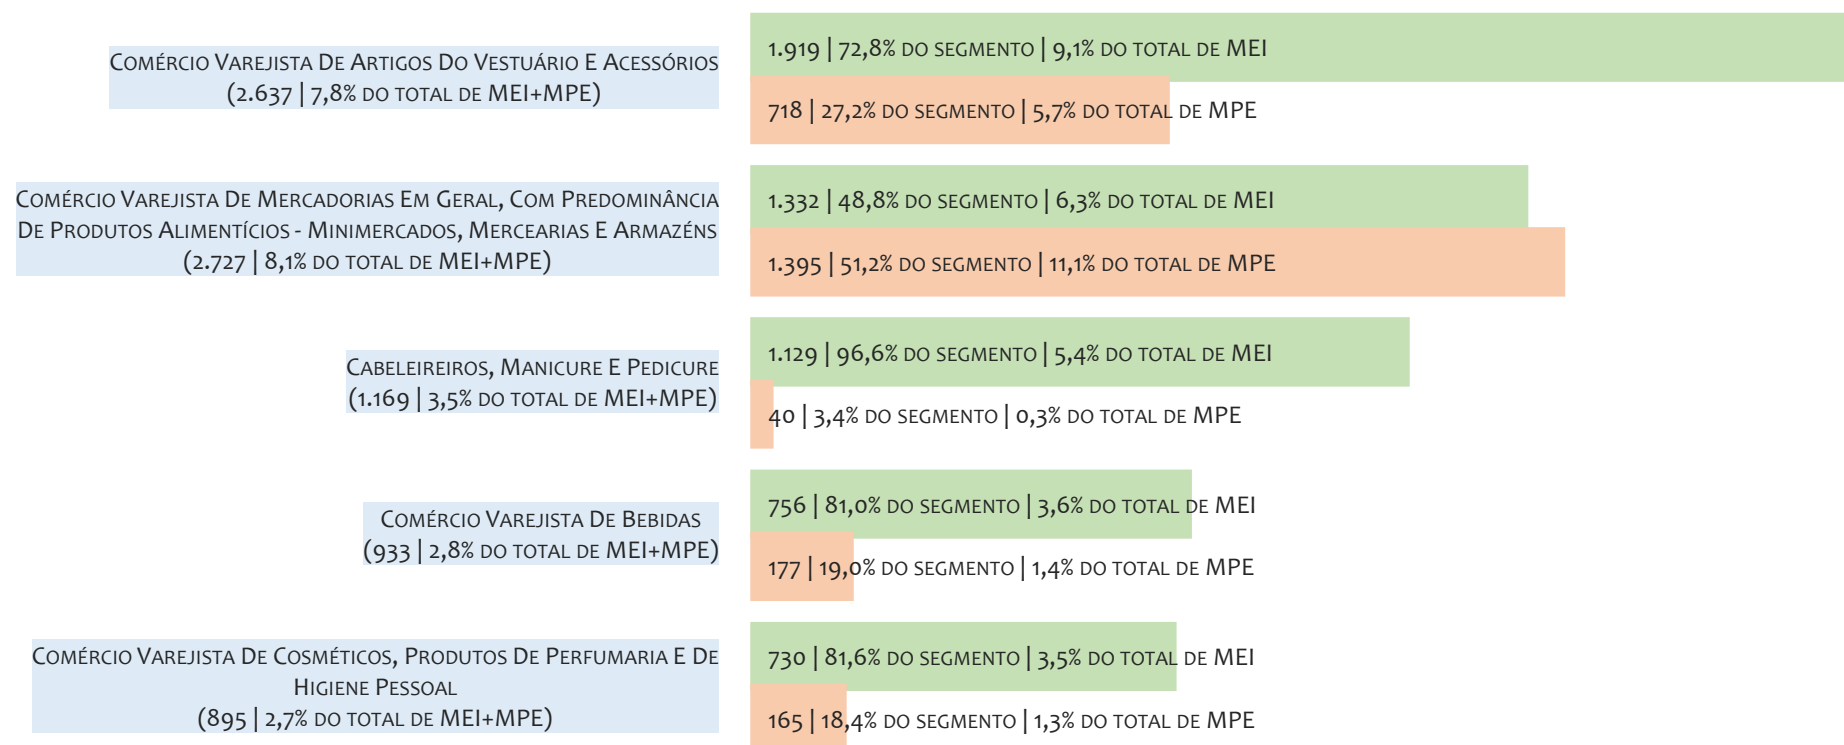 Comércio Varejista De Artigos Do Vestuário E Acessórios
(2.637 | 7,8% do total de MEI+MPE)
1.919 | 72,8% do segmento | 9,1% do total de MEI
718 | 27,2% do segmento | 5,7% do total de MPE
Comércio Varejista De Mercadorias Em Geral, Com Predominância
De Produtos Alimentícios - Minimercados, Mercearias E Armazéns
(2.727 | 8,1% do total de MEI+MPE)
1.332 | 48,8% do segmento | 6,3% do total de MEI
1.395 | 51,2% do segmento | 11,1% do total de MPE
Cabeleireiros, Manicure E Pedicure
(1.169 | 3,5% do total de MEI+MPE)
1.129 | 96,6% do segmento | 5,4% do total de MEI
40 | 3,4% do segmento | 0,3% do total de MPE
Comércio Varejista De Bebidas
(933 | 2,8% do total de MEI+MPE)
756 | 81,0% do segmento | 3,6% do total de MEI
177 | 19,0% do segmento | 1,4% do total de MPE
Comércio Varejista De Cosméticos, Produtos De Perfumaria E De
Higiene Pessoal
(895 | 2,7% do total de MEI+MPE)
730 | 81,6% do segmento | 3,5% do total de MEI
165 | 18,4% do segmento | 1,3% do total de MPE